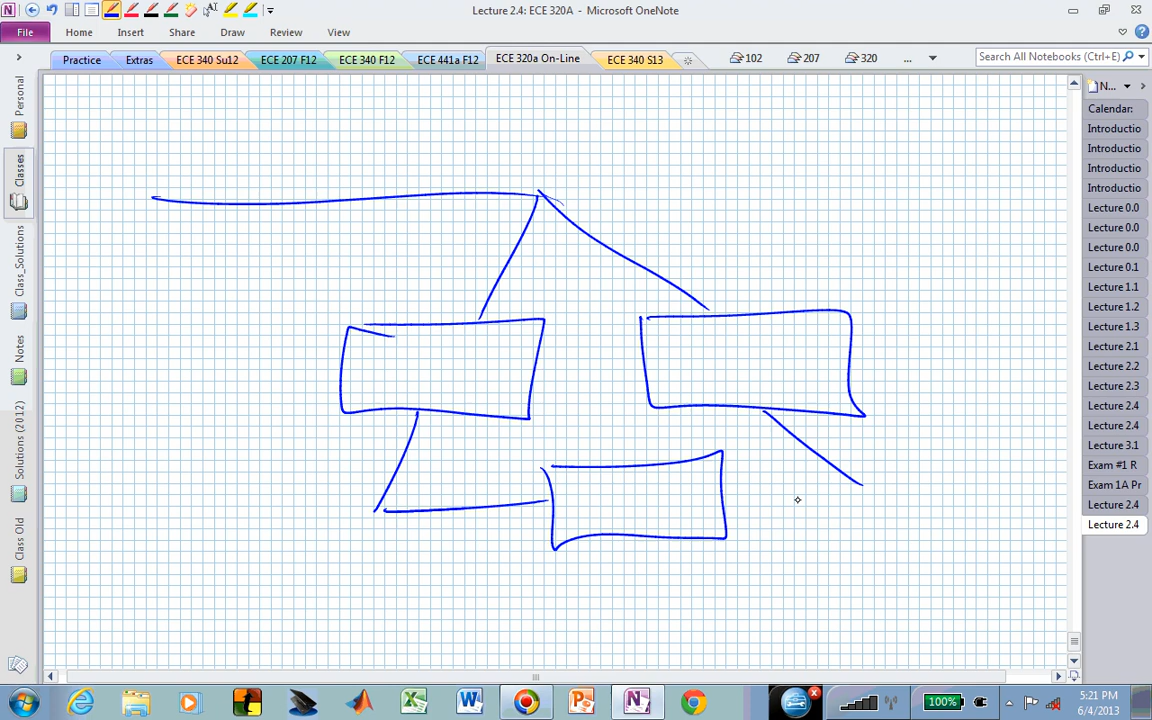 Lecture 2.4: ECE 320A - Microsoft OneNote
File Home Insert Share Draw Review View
Practice Extras ECE 340 Su12 ECE 207 F12 ECE 340 F12 ECE 441a F12 ECE 320a On-Line ECE 340 S13 102 207 320 ... Search All Notebooks (Ctrl+E)
Personal
Classes
Class_Solutions
Notes
Solutions (2012)
Class Old
N...
Calendar:
Introductio
Introductio
Introductio
Introductio
Lecture 0.0
Lecture 0.0
Lecture 0.0
Lecture 0.1
Lecture 1.1
Lecture 1.2
Lecture 1.3
Lecture 2.1
Lecture 2.2
Lecture 2.3
Lecture 2.4
Lecture 2.4
Lecture 3.1
Exam #1 R
Exam 1A Pr
Lecture 2.4
Lecture 2.4
100%
5:21 PM
6/4/2013